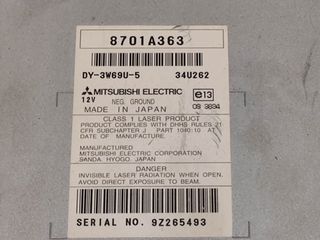 8701A363
DY-3W69U-5 34U262
MITSUBISHI ELECTRIC
12V NEG. GROUND
MADE IN JAPAN
e13
03 3834
CLASS 1 LASER PRODUCT
PRODUCT COMPLIES WITH DHHS RULES 21
CFR SUBCHAPTER J PART 1040:10 AT
DATE OF MANUFACTURE.
MANUFACTURED
MITSUBISHI ELECTRIC CORPORATION
SANDA, HYOGO, JAPAN
DANGER
INVISIBLE LASER RADIATION WHEN OPEN.
AVOID DIRECT EXPOSURE TO BEAM.
SERIAL NO. 9Z265493